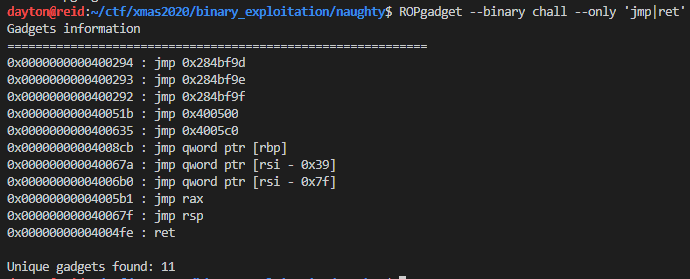 dayton@reid:~/ctf/xmas2020/binary_exploitation/naughty$ ROPgadget --binary chall --only 'jmp|ret'
Gadgets information
============================================================
0x0000000000400294 : jmp 0x284bf9d
0x0000000000400293 : jmp 0x284bf9e
0x0000000000400292 : jmp 0x284bf9f
0x000000000040051b : jmp 0x400500
0x0000000000400635 : jmp 0x4005c0
0x00000000004008cb : jmp qword ptr [rbp]
0x000000000040067a : jmp qword ptr [rsi - 0x39]
0x00000000004006b0 : jmp qword ptr [rsi - 0x7f]
0x00000000004005b1 : jmp rax
0x000000000040067f : jmp rsp
0x00000000004004fe : ret
Unique gadgets found: 11